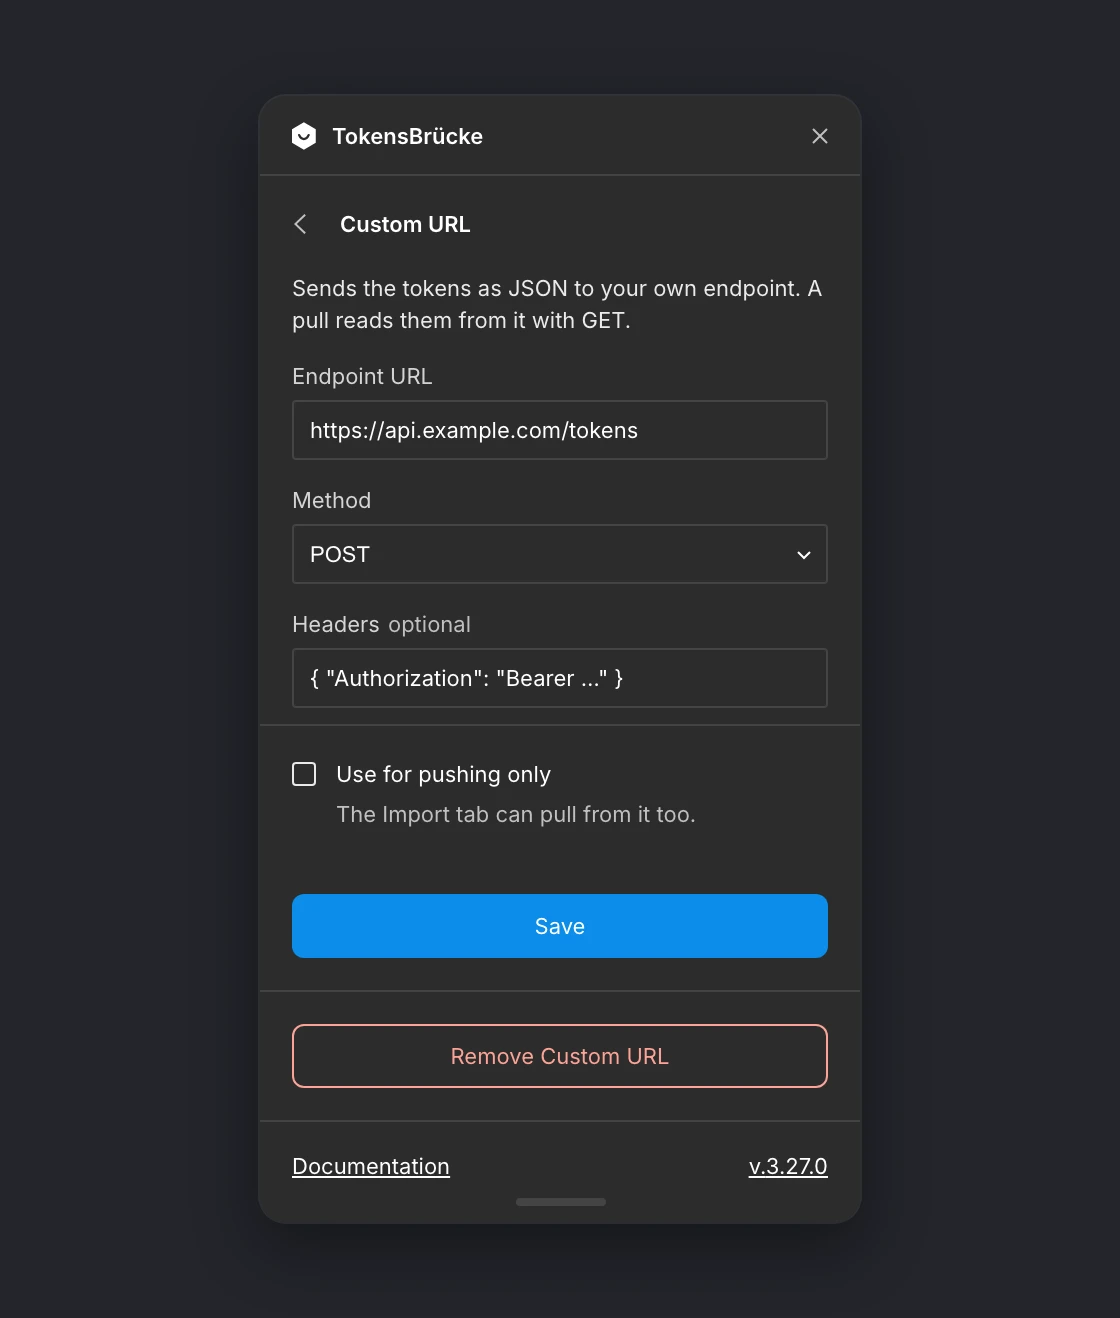 TokensBrücke
Custom URL
Sends the tokens as JSON to your own endpoint. A
pull reads them from it with GET.
Endpoint URL
https://api.example.com/tokens
Method
POST
Headers optional
{ "Authorization": "Bearer ..." }
Use for pushing only
The Import tab can pull from it too.
Save
Remove Custom URL
Documentation
v.3.27.0